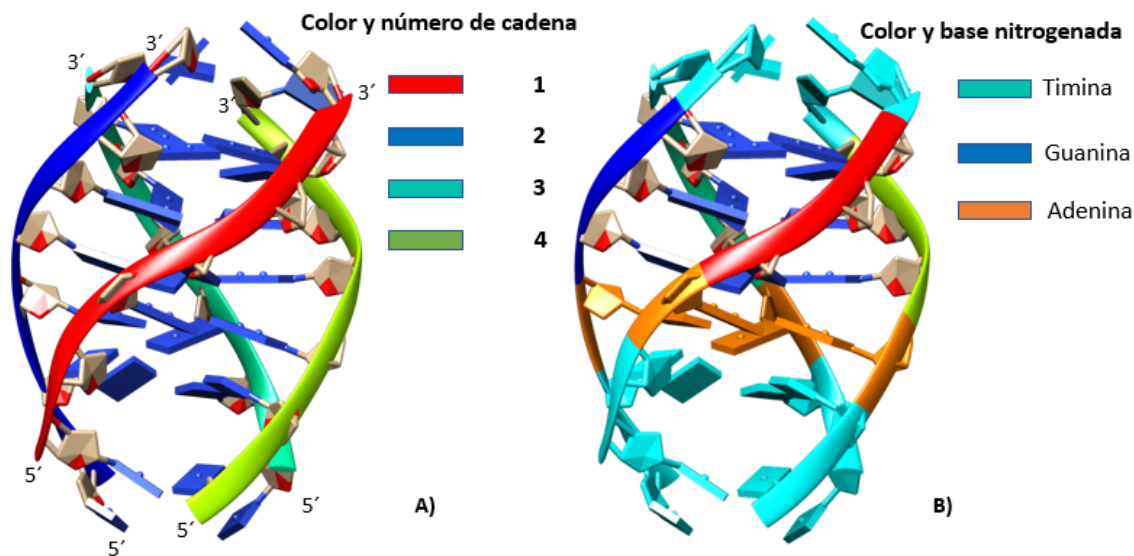 Color y número de cadena
1
2
3
4
3´
3´
3´
3´
5´
5´
5´
5´
A)
Color y base nitrogenada
Timina
Guanina
Adenina
B)